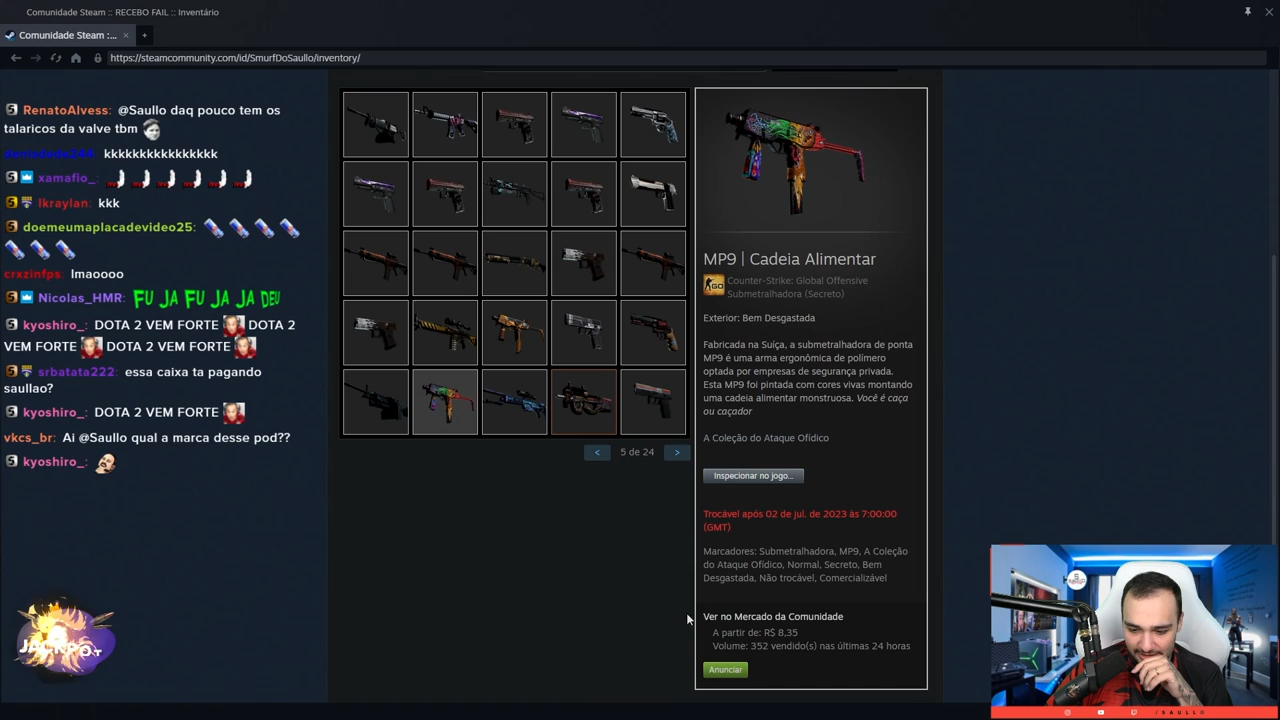 Comunidade Steam :: RECEBO FAIL :: Inventário
Comunidade Steam :...
https://steamcommunity.com/id/SmurfDoSaullo/inventory/
RenatoAlvess: @Saullo daq pouco tem os
talaricos da valve tbm
kkkkkkkkkkkkkkkk
xamafio_:
lkraylan: kkk
doemeumaplacadevideo25:
crxzinfps: lmaoooo
Nicolas_HMR: FU JA FU JA JA DEU
kyoshiro_: DOTA 2 VEM FORTE DOTA 2
VEM FORTE DOTA 2 VEM FORTE
srbatata222: essa caixa ta pagando
saullao?
kyoshiro_: DOTA 2 VEM FORTE
vkcs_br: Ai @Saullo qual a marca desse pod??
kyoshiro_:
JACKPOT
< 5 de 24 >
MP9 | Cadeia Alimentar
Counter-Strike: Global Offensive
Submetralhadora (Secreto)
Exterior: Bem Desgastada
Fabricada na Suíça, a submetralhadora de ponta
MP9 é uma arma ergonômica de polímero
optada por empresas de segurança privada.
Esta MP9 foi pintada com cores vivas montando
uma cadeia alimentar monstruosa. Você é caça
ou caçador
A Coleção do Ataque Ofídico
Inspecionar no jogo...
Trocável após 02 de jul. de 2023 às 7:00:00
(GMT)
Marcadores: Submetralhadora, MP9, A Coleção
do Ataque Ofídico, Normal, Secreto, Bem
Desgastada, Não trocável, Comercializável
Ver no Mercado da Comunidade
A partir de: R$ 8,35
Volume: 352 vendido(s) nas últimas 24 horas
Anunciar
/SAULLO